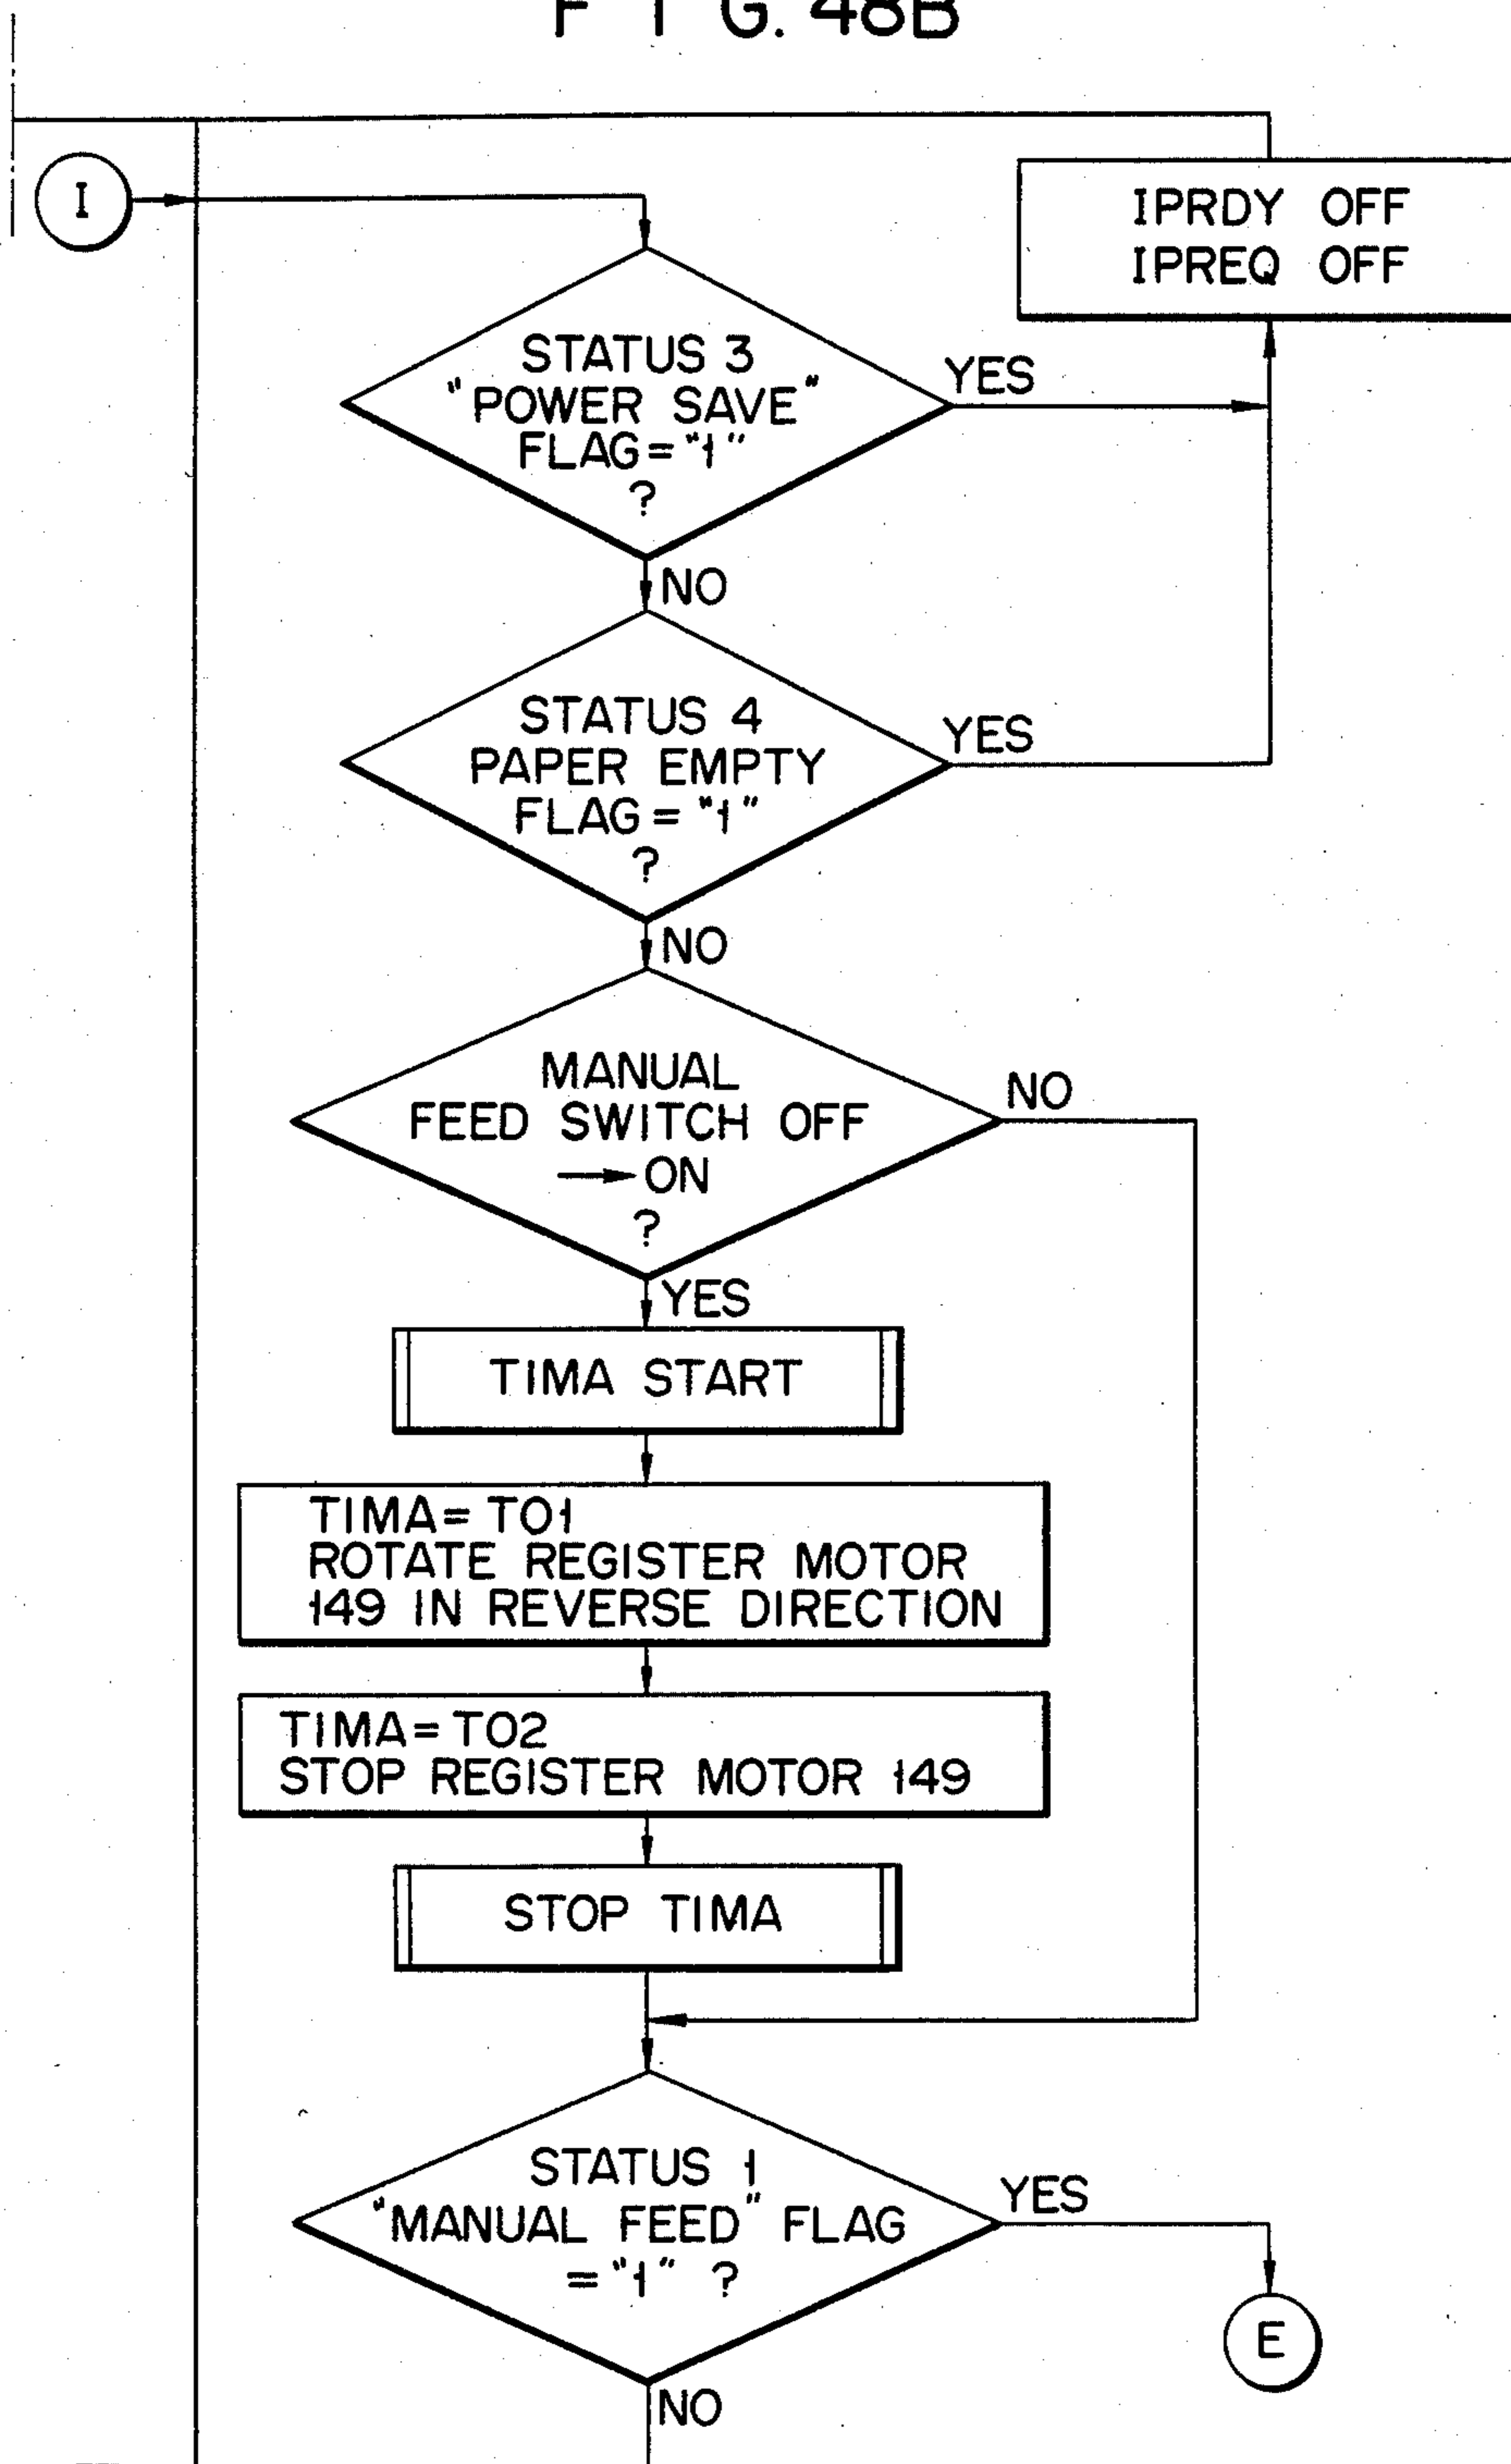 F I G. 48B
I
IPRDY OFF
IPREQ OFF
STATUS 3
"POWER SAVE"
FLAG="1"
?
YES
NO
STATUS 4
PAPER EMPTY
FLAG="1"
?
YES
NO
MANUAL
FEED SWITCH OFF
→ ON
?
NO
YES
TIMA START
TIMA=TO1
ROTATE REGISTER MOTOR
149 IN REVERSE DIRECTION
TIMA=TO2
STOP REGISTER MOTOR 149
STOP TIMA
STATUS 1
"MANUAL FEED" FLAG
="1" ?
YES
E
NO